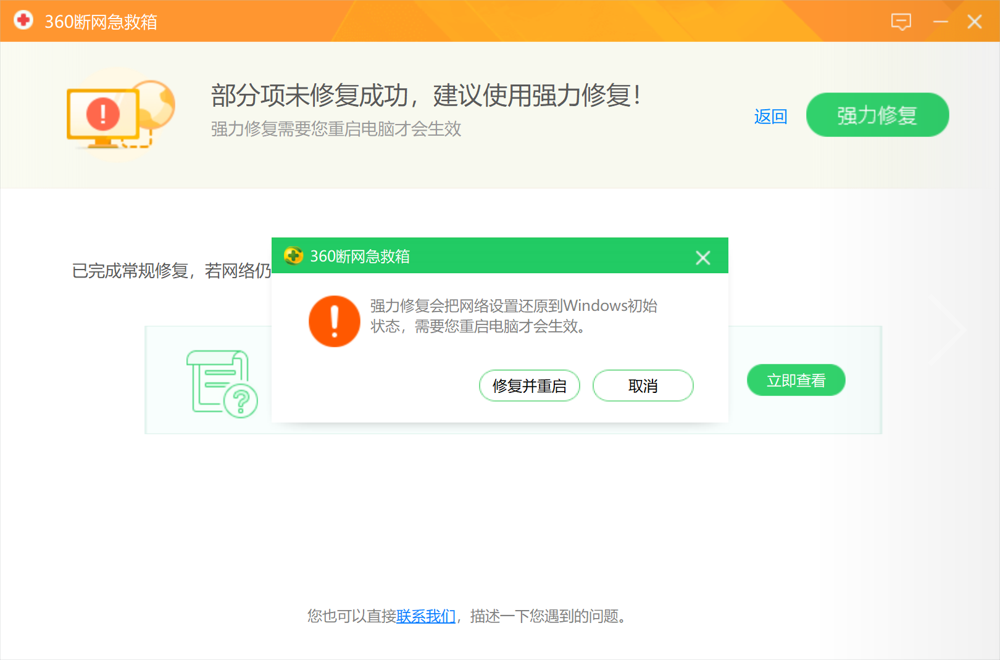 360断网急救箱
部分项未修复成功，建议使用强力修复！
强力修复需要您重启电脑才会生效
返回
强力修复
已完成常规修复，若网络仍
360断网急救箱
强力修复会把网络设置还原到Windows初始
状态，需要您重启电脑才会生效。
修复并重启
取消
立即查看
您也可以直接联系我们，描述一下您遇到的问题。